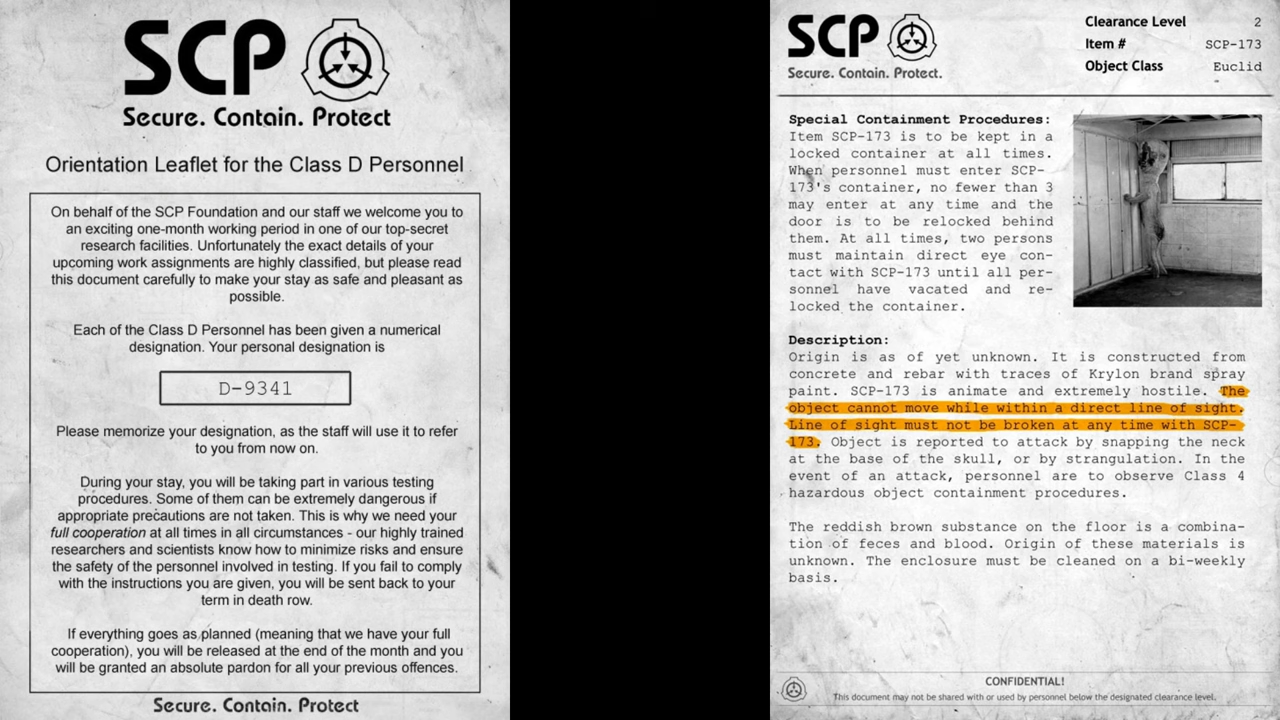 SCP
Secure. Contain. Protect
Orientation Leaflet for the Class D Personnel
On behalf of the SCP Foundation and our staff we welcome you to
an exciting one-month working period in one of our top-secret
research facilities. Unfortunately the exact details of your
upcoming work assignments are highly classified, but please read
this document carefully to make your stay as safe and pleasant as
possible.
Each of the Class D Personnel has been given a numerical
designation. Your personal designation is
D-9341
Please memorize your designation, as the staff will use it to refer
to you from now on.
During your stay, you will be taking part in various testing
procedures. Some of them can be extremely dangerous if
appropriate precautions are not taken. This is why we need your
full cooperation at all times in all circumstances - our highly trained
researchers and scientists know how to minimize risks and ensure
the safety of the personnel involved in testing. If you fail to comply
with the instructions you are given, you will be sent back to your
term in death row.
If everything goes as planned (meaning that we have your full
cooperation), you will be released at the end of the month and you
will be granted an absolute pardon for all your previous offences.
Secure. Contain. Protect
SCP
Secure. Contain. Protect.
Clearance Level 2
Item # SCP-173
Object Class Euclid
Special Containment Procedures:
Item SCP-173 is to be kept in a
locked container at all times.
When personnel must enter SCP-
173's container, no fewer than 3
may enter at any time and the
door is to be relocked behind
them. At all times, two persons
must maintain direct eye con-
tact with SCP-173 until all per-
sonnel have vacated and re-
locked the container.
Description:
Origin is as of yet unknown. It is constructed from
concrete and rebar with traces of Krylon brand spray
paint. SCP-173 is animate and extremely hostile. The
object cannot move while within a direct line of sight.
Line of sight must not be broken at any time with SCP-
173. Object is reported to attack by snapping the neck
at the base of the skull, or by strangulation. In the
event of an attack, personnel are to observe Class 4
hazardous object containment procedures.
The reddish brown substance on the floor is a combina-
tion of feces and blood. Origin of these materials is
unknown. The enclosure must be cleaned on a bi-weekly
basis.
CONFIDENTIAL!
This document may not be shared with or used by personnel below the designated clearance level.